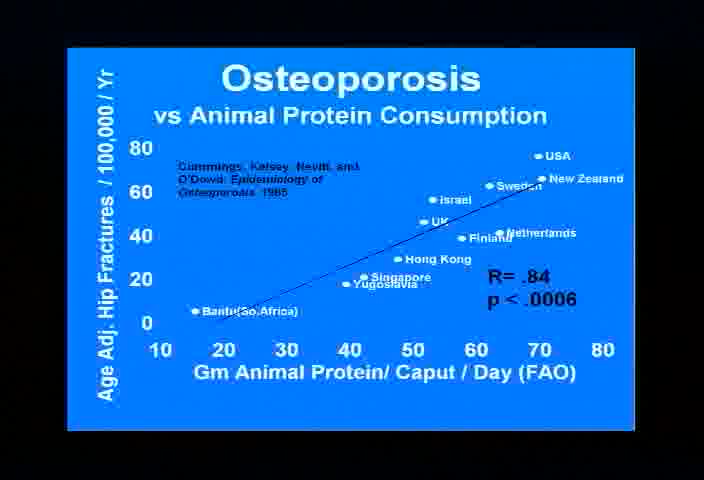 Osteoporosis
vs Animal Protein Consumption
Age Adj. Hip Fractures / 100,000 / Yr
80
60
40
20
0
Cummings, Kelsey, Nevitt, and
O'Dowd: Epidemiology of
Osteoporosis 1985
USA
New Zealand
Sweden
Israel
UK
Netherlands
Finland
Hong Kong
Singapore
Yugoslavia
Bantu(So.Africa)
R= .84
p < .0006
10 20 30 40 50 60 70 80
Gm Animal Protein/ Caput / Day (FAO)